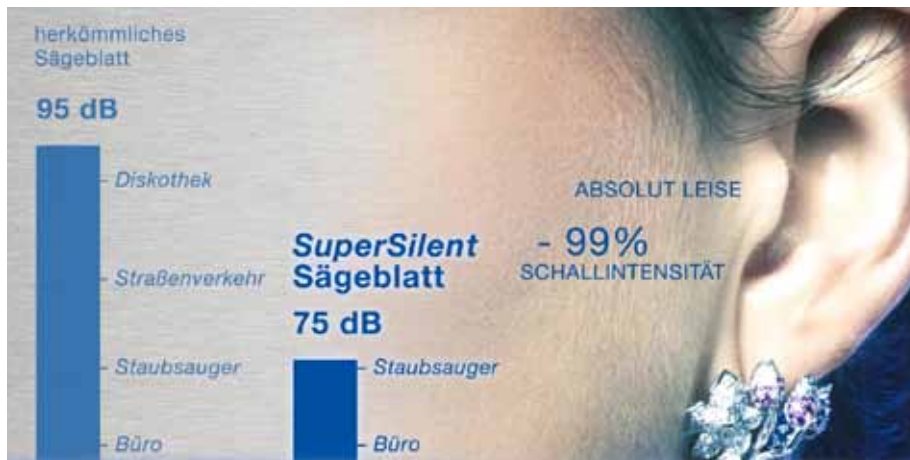 herkömmliches
Sägeblatt
95 dB
Diskothek
Straßenverkehr
Staubsauger
Büro
SuperSilent
Sägeblatt
75 dB
Staubsauger
Büro
ABSOLUT LEISE
- 99%
SCHALLINTENSITÄT